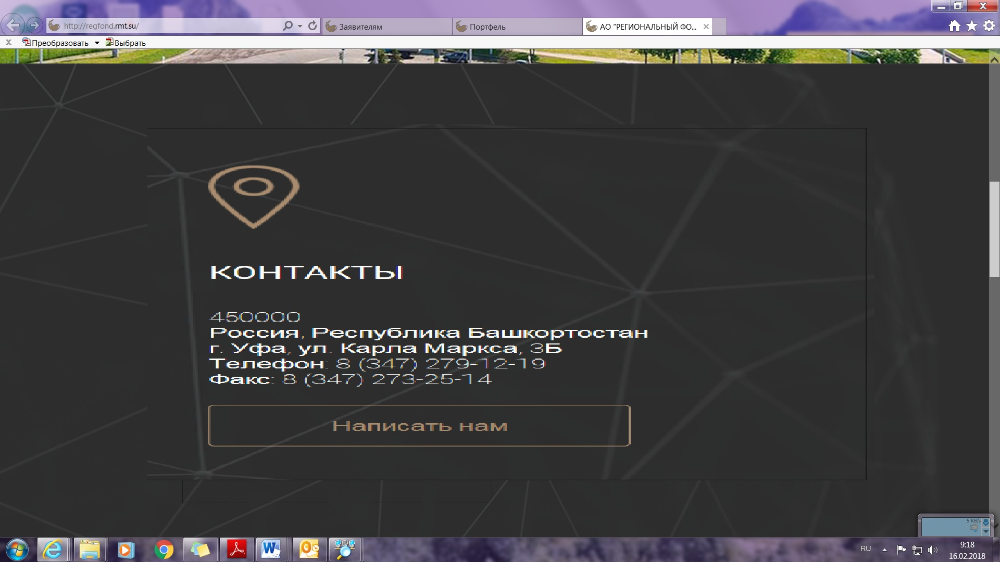 http://regfond.rmt.su/
Заявителям
Портфель
АО “РЕГИОНАЛЬНЫЙ ФО...
x Преобразовать Выбрать
КОНТАКТЫ
450000
Россия, Республика Башкортостан
г. Уфа, ул. Карла Маркса, 3Б
Телефон: 8 (347) 279-12-19
Факс: 8 (347) 273-25-14
Написать нам
5 KB/s
RU
9:18
16.02.2018